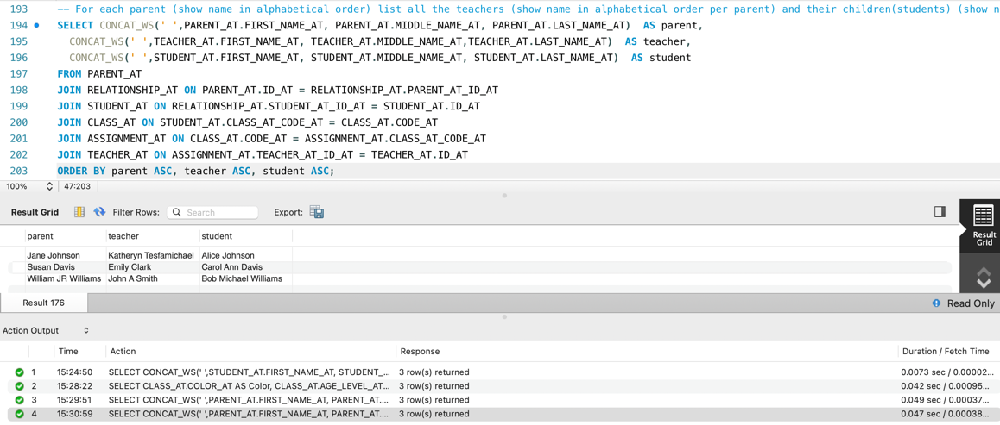 193 -- For each parent (show name in alphabetical order) list all the teachers (show name in alphabetical order per parent) and their children(students) (show n
194 SELECT CONCAT_WS(' ',PARENT_AT.FIRST_NAME_AT, PARENT_AT.MIDDLE_NAME_AT, PARENT_AT.LAST_NAME_AT) AS parent,
195 CONCAT_WS(' ',TEACHER_AT.FIRST_NAME_AT, TEACHER_AT.MIDDLE_NAME_AT,TEACHER_AT.LAST_NAME_AT) AS teacher,
196 CONCAT_WS(' ',STUDENT_AT.FIRST_NAME_AT, STUDENT_AT.MIDDLE_NAME_AT, STUDENT_AT.LAST_NAME_AT) AS student
197 FROM PARENT_AT
198 JOIN RELATIONSHIP_AT ON PARENT_AT.ID_AT = RELATIONSHIP_AT.PARENT_AT_ID_AT
199 JOIN STUDENT_AT ON RELATIONSHIP_AT.STUDENT_AT_ID_AT = STUDENT_AT.ID_AT
200 JOIN CLASS_AT ON STUDENT_AT.CLASS_AT_CODE_AT = CLASS_AT.CODE_AT
201 JOIN ASSIGNMENT_AT ON CLASS_AT.CODE_AT = ASSIGNMENT_AT.CLASS_AT_CODE_AT
202 JOIN TEACHER_AT ON ASSIGNMENT_AT.TEACHER_AT_ID_AT = TEACHER_AT.ID_AT
203 ORDER BY parent ASC, teacher ASC, student ASC;
100% 47:203
Result Grid Filter Rows: Search Export:
parent teacher student
Jane Johnson Katheryn Tesfamichael Alice Johnson
Susan Davis Emily Clark Carol Ann Davis
William JR Williams John A Smith Bob Michael Williams
Result
Grid
Result 176 Read Only
Action Output
Time Action Response Duration / Fetch Time
1 15:24:50 SELECT CONCAT_WS(' ',STUDENT_AT.FIRST_NAME_AT, STUDENT_... 3 row(s) returned 0.0073 sec / 0.00002...
2 15:28:22 SELECT CLASS_AT.COLOR_AT AS Color, CLASS_AT.AGE_LEVEL_AT... 3 row(s) returned 0.042 sec / 0.00095...
3 15:29:51 SELECT CONCAT_WS(' ',PARENT_AT.FIRST_NAME_AT, PARENT_AT.... 3 row(s) returned 0.049 sec / 0.00037...
4 15:30:59 SELECT CONCAT_WS(' ',PARENT_AT.FIRST_NAME_AT, PARENT_AT.... 3 row(s) returned 0.047 sec / 0.00038...